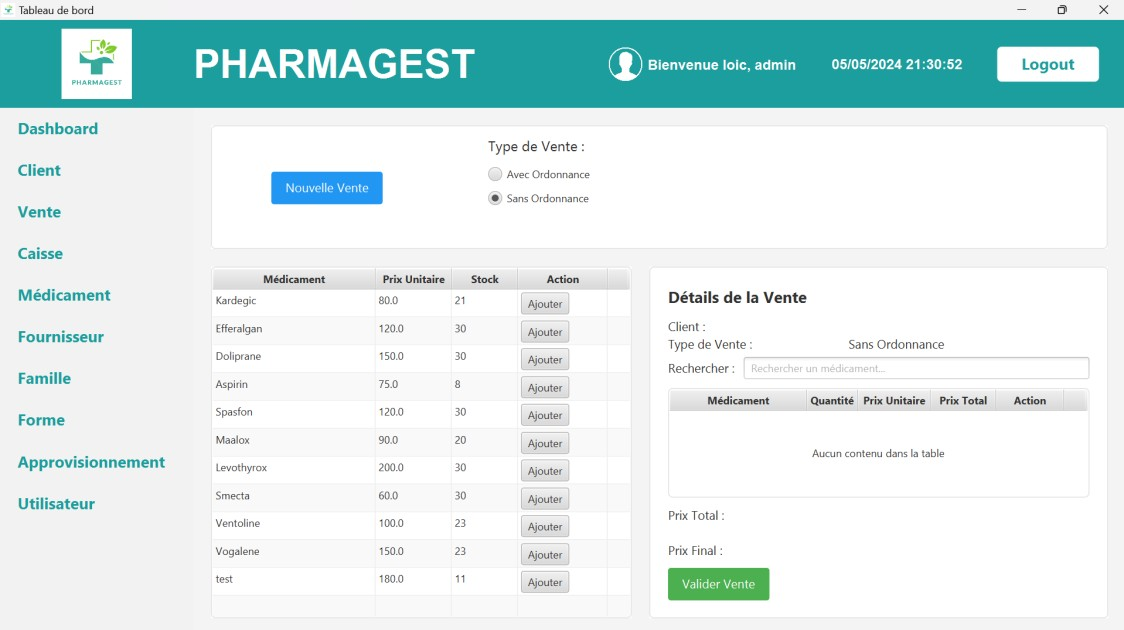 Tableau de bord
PHARMAGEST
PHARMAGEST
Bienvenue loic, admin
05/05/2024 21:30:52
Logout
Dashboard
Client
Vente
Caisse
Médicament
Fournisseur
Famille
Forme
Approvisionnement
Utilisateur
Nouvelle Vente
Type de Vente :
Avec Ordonnance
Sans Ordonnance
Médicament Prix Unitaire Stock Action
Kardegic 80.0 21 Ajouter
Efferalgan 120.0 30 Ajouter
Doliprane 150.0 30 Ajouter
Aspirin 75.0 8 Ajouter
Spasfon 120.0 30 Ajouter
Maalox 90.0 20 Ajouter
Levothyrox 200.0 30 Ajouter
Smecta 60.0 30 Ajouter
Ventoline 100.0 23 Ajouter
Vogalene 150.0 23 Ajouter
test 180.0 11 Ajouter
Détails de la Vente
Client :
Type de Vente : Sans Ordonnance
Rechercher : Rechercher un médicament...
Médicament Quantité Prix Unitaire Prix Total Action
Aucun contenu dans la table
Prix Total :
Prix Final :
Valider Vente